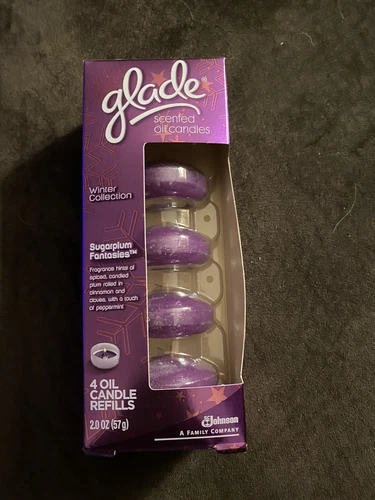 glade®
scented
oil candles
Winter
Collection
Sugarplum
Fantasies™
Fragrance hints of
spiced, candied
plum rolled in
cinnamon and
cloves, with a touch
of peppermint
4 OIL
CANDLE
REFILLS
2.0 OZ (57g)
SC Johnson
A FAMILY COMPANY